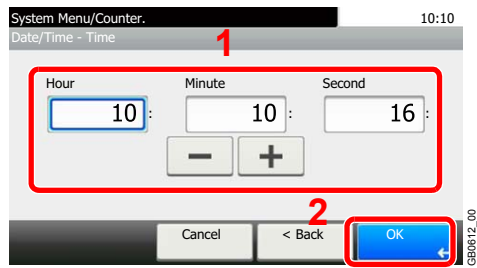 System Menu/Counter. 10:10
Date/Time - Time
1
Hour Minute Second
10 : 10 : 16 :
− +
2
Cancel < Back OK
GB0612_00